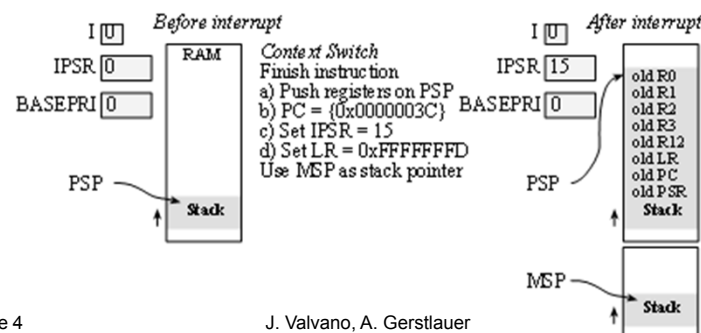 Before interrupt
I 0
RAM
IPSR 0
BASEPRI 0
PSP
Stack
Context Switch
Finish instruction
a) Push registers on PSP
b) PC = {0x0000003C}
c) Set IPSR = 15
d) Set LR = 0xFFFFFFFD
Use MSP as stack pointer
After interrupt
I 0
IPSR 15
BASEPRI 0
old R0
old R1
old R2
old R3
old R12
old LR
old PC
old PSR
PSP
Stack
MSP
Stack
e 4
J. Valvano, A. Gerstlauer